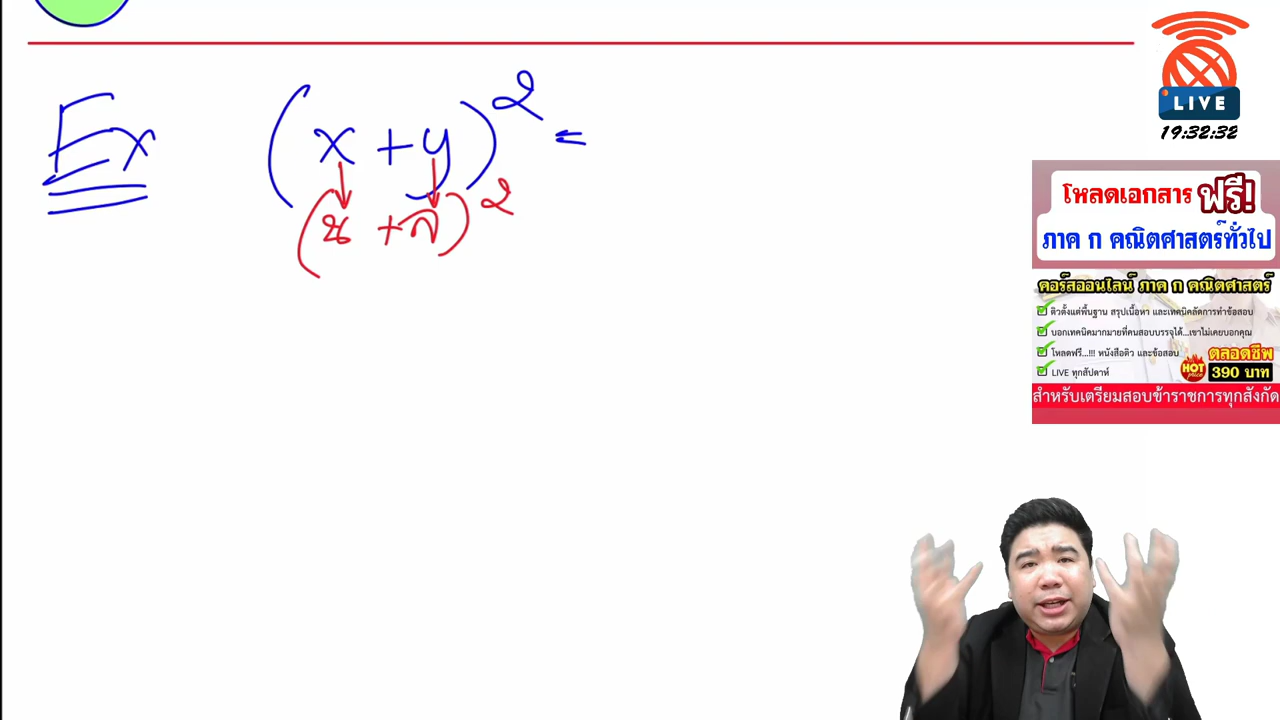 LIVE
19:32:32
Ex (x+y)² =
(น+ล)²
โหลดเอกสาร ฟรี!
ภาค ก คณิตศาสตร์ทั่วไป
คอร์สออนไลน์ ภาค ก คณิตศาสตร์
ติวตั้งแต่พื้นฐาน สรุปเนื้อหา และเทคนิคลัดการทำข้อสอบ
บอกเทคนิคมากมายที่คนสอบบรรจุได้...เขาไม่เคยบอกคุณ
โหลดฟรี...!!! หนังสือติว และข้อสอบ
LIVE ทุกสัปดาห์
HOT
price
ตลอดชีพ
390 บาท
สำหรับเตรียมสอบข้าราชการทุกสังกัด